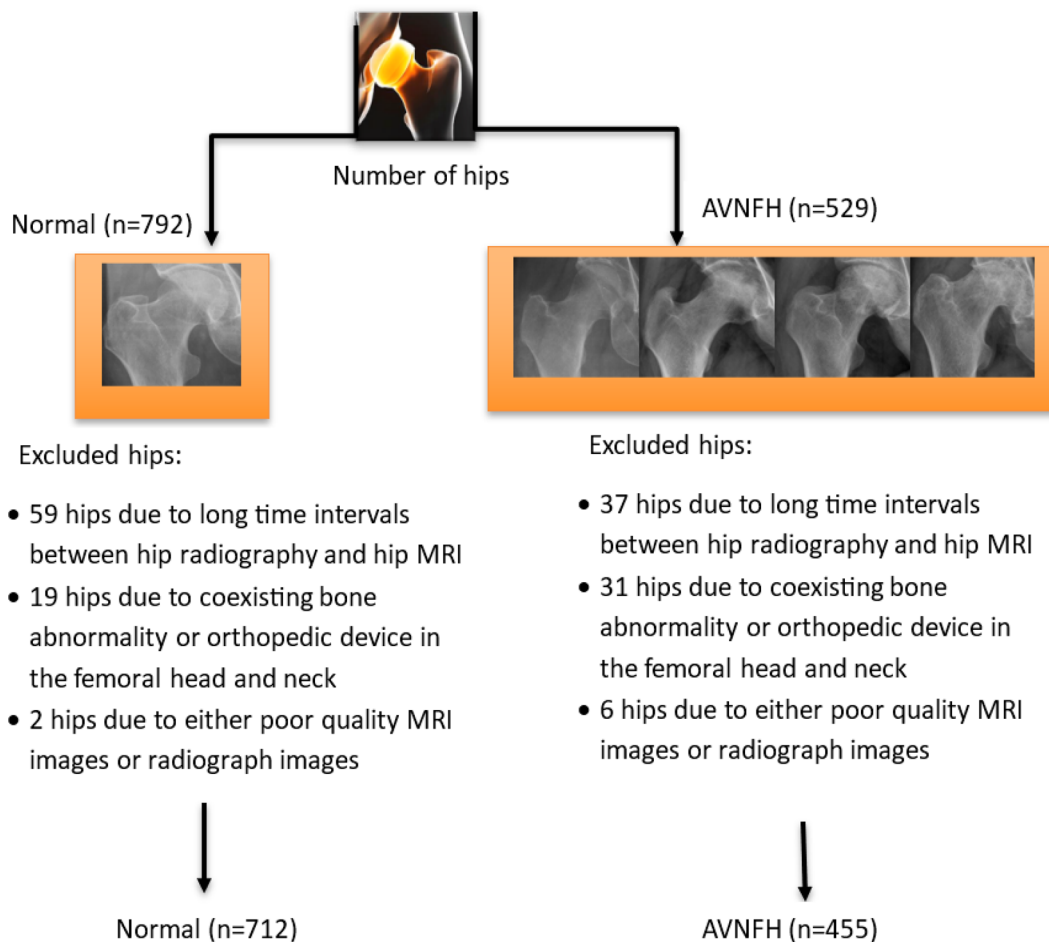 Number of hips
Normal (n=792)
AVNFH (n=529)
Excluded hips:
• 59 hips due to long time intervals
between hip radiography and hip MRI
• 19 hips due to coexisting bone
abnormality or orthopedic device in
the femoral head and neck
• 2 hips due to either poor quality MRI
images or radiograph images
Normal (n=712)
Excluded hips:
• 37 hips due to long time intervals
between hip radiography and hip MRI
• 31 hips due to coexisting bone
abnormality or orthopedic device in
the femoral head and neck
• 6 hips due to either poor quality MRI
images or radiograph images
AVNFH (n=455)